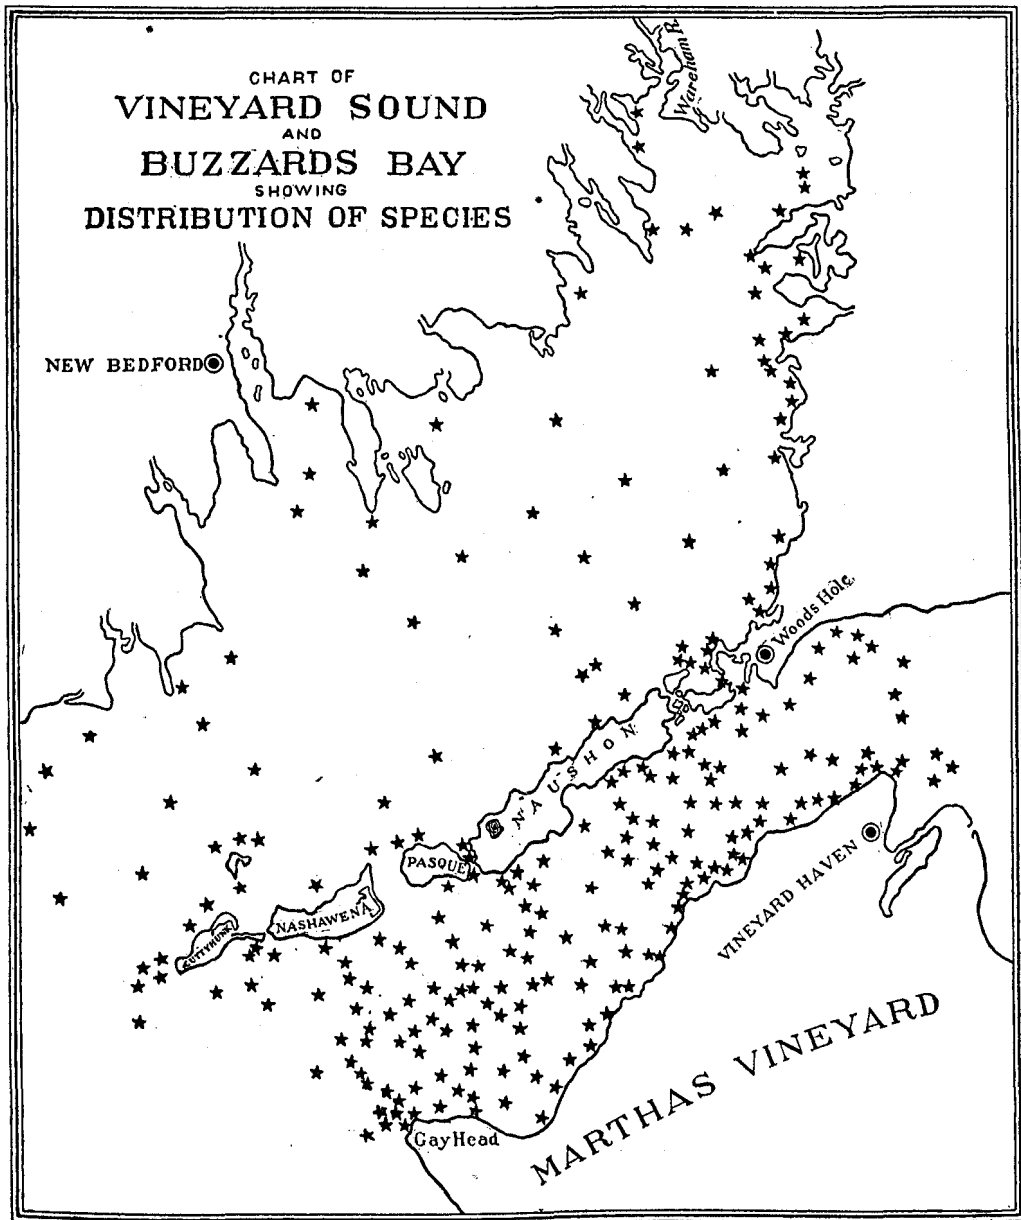 CHART OF
VINEYARD SOUND
AND
BUZZARDS BAY
SHOWING
DISTRIBUTION OF SPECIES
Wareham R.
NEW BEDFORD
Woods Hole
NAUSHON
PASQUE
NASHAWENA
CUTTYHUNK
VINEYARD HAVEN
MARTHAS VINEYARD
Gay Head